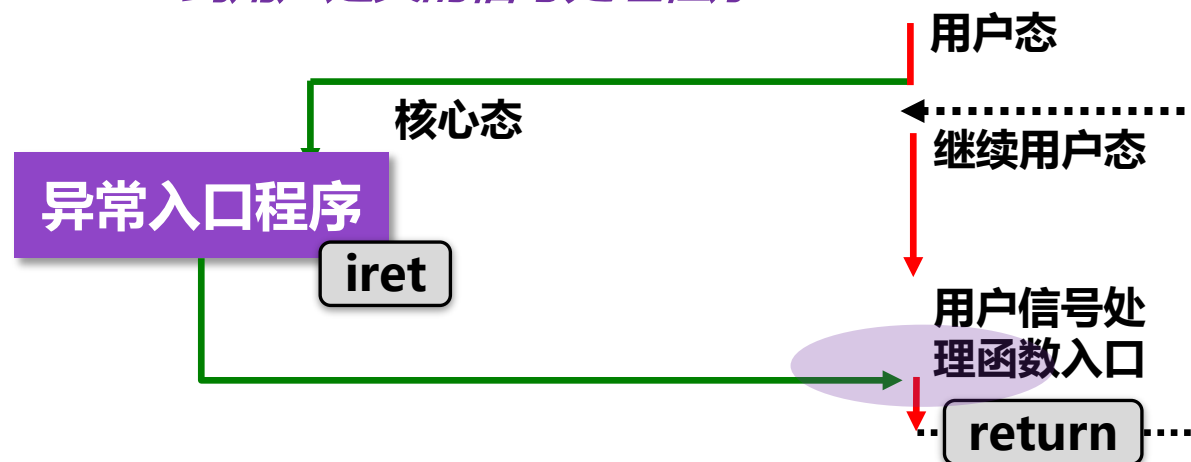 用户态
核心态
继续用户态
异常入口程序
iret
用户信号处
理函数入口
return